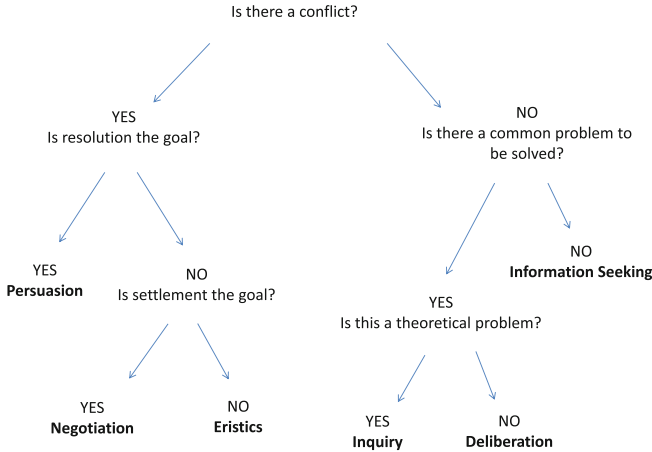 Is there a conflict?
YES
Is resolution the goal?
NO
Is there a common problem to
be solved?
YES
Persuasion
NO
Is settlement the goal?
NO
Information Seeking
YES
Is this a theoretical problem?
YES
Negotiation
NO
Eristics
YES
Inquiry
NO
Deliberation